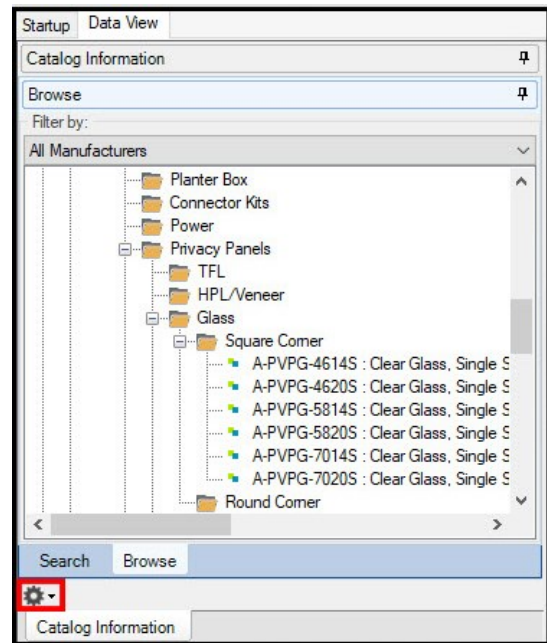 Startup Data View
Catalog Information
Browse
Filter by:
All Manufacturers
Planter Box
Connector Kits
Power
Privacy Panels
TFL
HPL/Veneer
Glass
Square Corner
A-PVPG-4614S : Clear Glass, Single S
A-PVPG-4620S : Clear Glass, Single S
A-PVPG-5814S : Clear Glass, Single S
A-PVPG-5820S : Clear Glass, Single S
A-PVPG-7014S : Clear Glass, Single S
A-PVPG-7020S : Clear Glass, Single S
Round Corner
Search Browse
Catalog Information